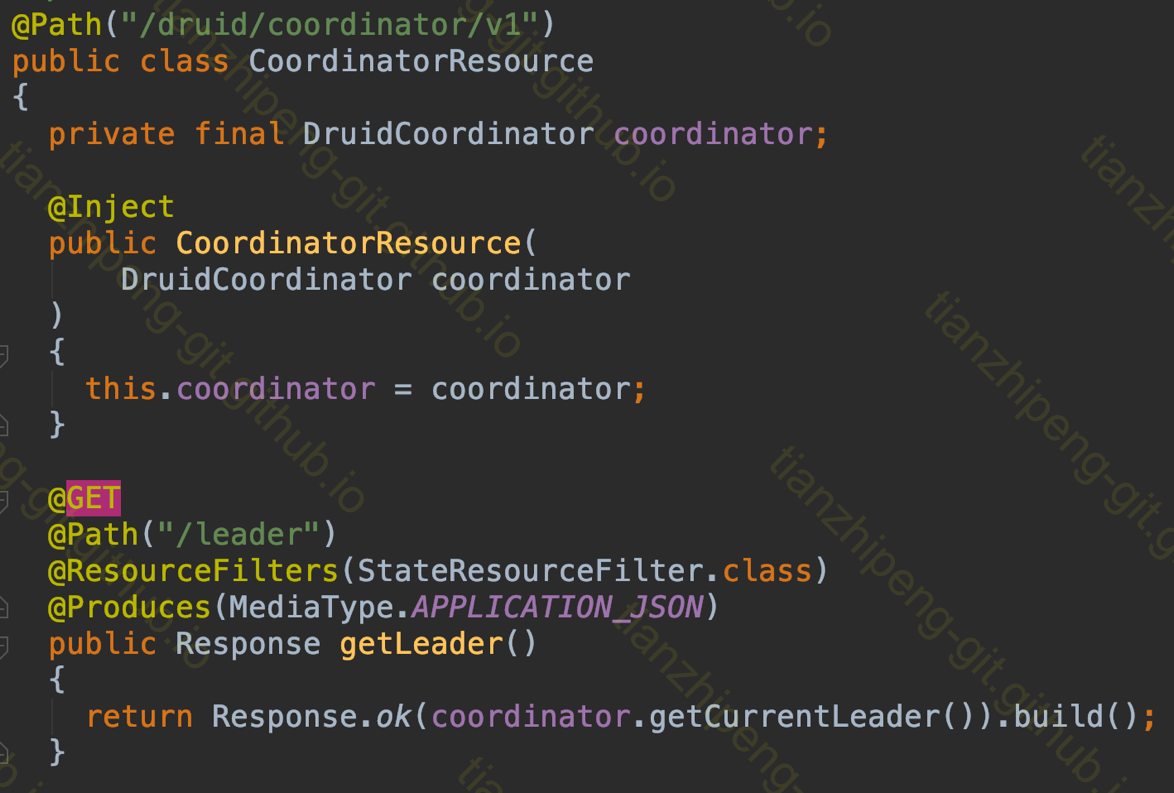 @Path("/druid/coordinator/v1")
public class CoordinatorResource
{
  private final DruidCoordinator coordinator;

  @Inject
  public CoordinatorResource(
      DruidCoordinator coordinator
  )
  {
    this.coordinator = coordinator;
  }

  @GET
  @Path("/leader")
  @ResourceFilters(StateResourceFilter.class)
  @Produces(MediaType.APPLICATION_JSON)
  public Response getLeader()
  {
    return Response.ok(coordinator.getCurrentLeader()).build();
  }
tianzhipeng-git.github.io